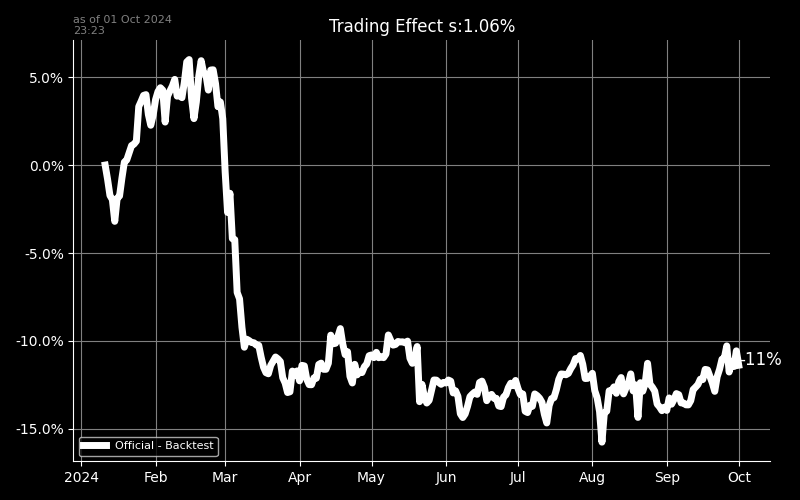 as of 01 Oct 2024
23:23
Trading Effect s:1.06%
5.0%
0.0%
-5.0%
-10.0%
-15.0%
-11%
Official - Backtest
2024 Feb Mar Apr May Jun Jul Aug Sep Oct